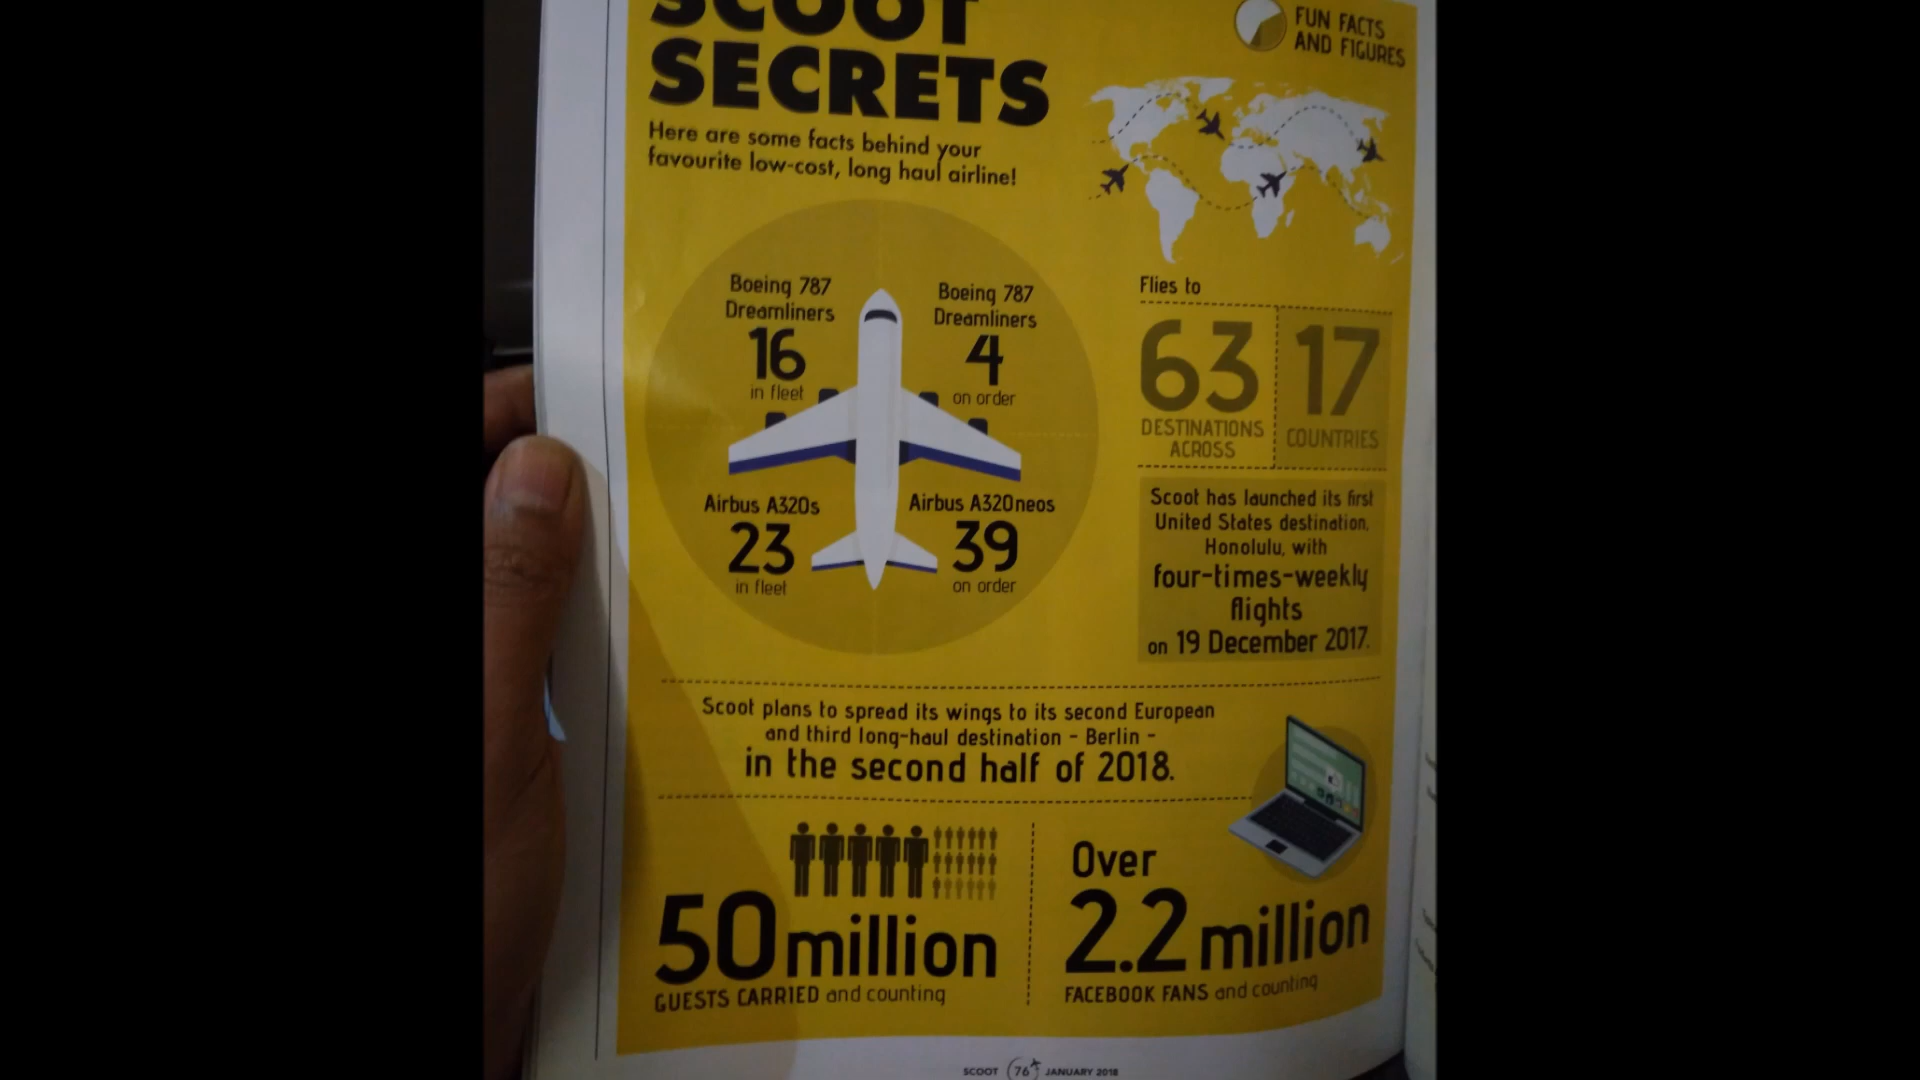 SCOOT
SECRETS
Here are some facts behind your
favourite low-cost, long haul airline!
FUN FACTS
AND FIGURES
Boeing 787
Dreamliners
16
in fleet
Boeing 787
Dreamliners
4
on order
Airbus A320s
23
in fleet
Airbus A320neos
39
on order
Flies to
63
DESTINATIONS
ACROSS
17
COUNTRIES
Scoot has launched its first
United States destination,
Honolulu, with
four-times-weekly
flights
on 19 December 2017.
Scoot plans to spread its wings to its second European
and third long-haul destination - Berlin -
in the second half of 2018.
50 million
GUESTS CARRIED and counting
Over
2.2 million
FACEBOOK FANS and counting
SCOOT 76 JANUARY 2018